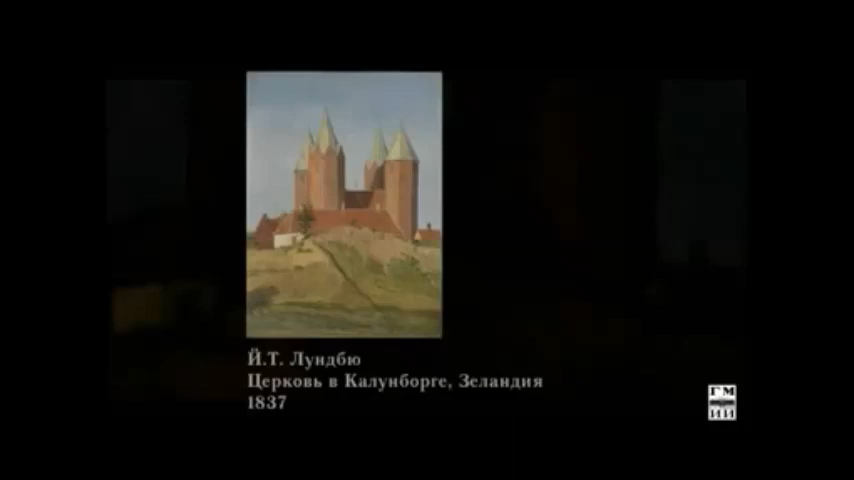 Й.Т. Лундбю
Церковь в Калунборге, Зеландия
1837
ГМ
ИИ